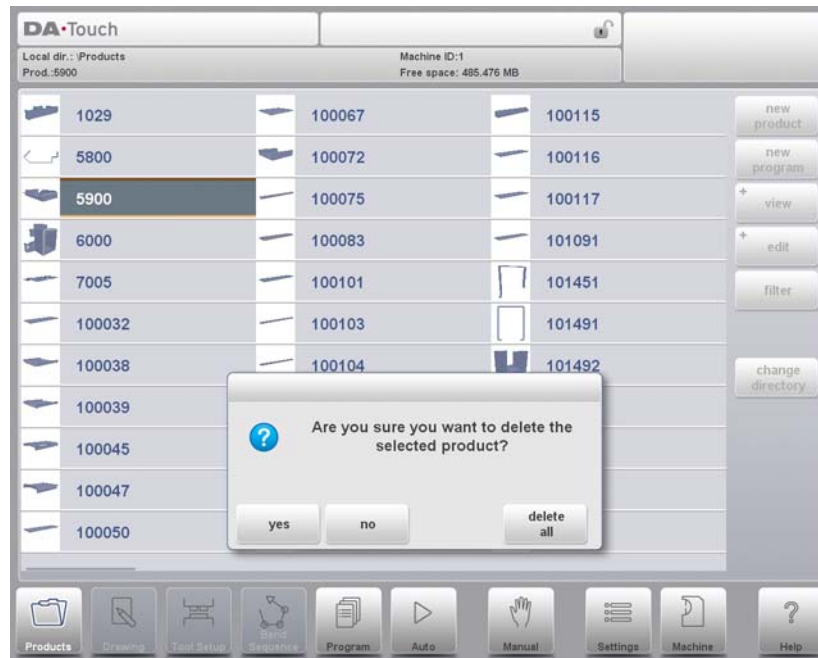 DA•Touch
Local dir.: \Products
Prod.:5900
Machine ID:1
Free space: 485.476 MB
1029
5800
5900
6000
7005
100032
100038
100039
100045
100047
100050
100067
100072
100075
100083
100101
100103
100104
100115
100116
100117
101091
101451
101491
101492
new
product
new
program
+
view
+
edit
filter
change
directory
?
Are you sure you want to delete the
selected product?
yes
no
delete
all
Products
Drawing
Tool Setup
Bend
Sequence
Program
Auto
Manual
Settings
Machine
?
Help